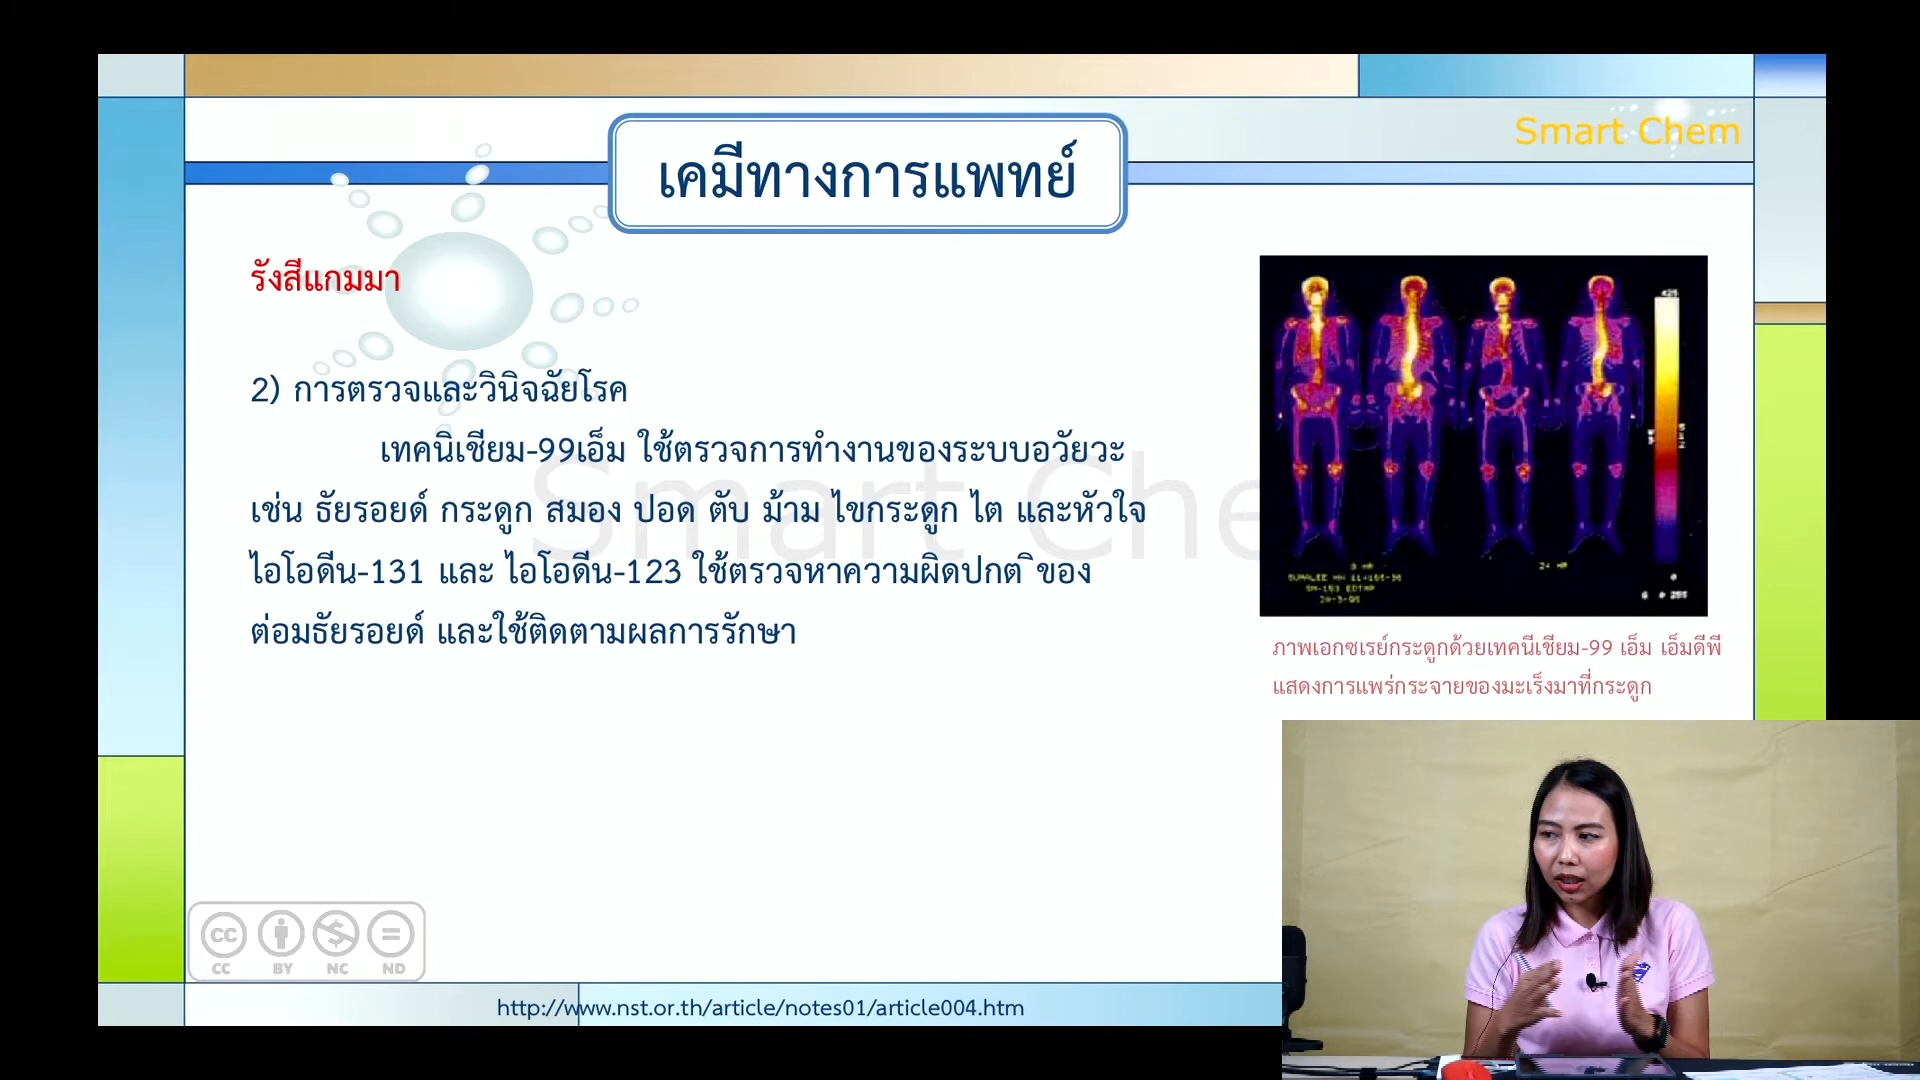 Smart Chem
เคมีทางการแพทย์
รังสีแกมมา
2) การตรวจและวินิจฉัยโรค
เทคนิเชียม-99เอ็ม ใช้ตรวจการทำงานของระบบอวัยวะ
เช่น ธัยรอยด์ กระดูก สมอง ปอด ตับ ม้าม ไขกระดูก ไต และหัวใจ
ไอโอดีน-131 และ ไอโอดีน-123 ใช้ตรวจหาความผิดปกติของ
ต่อมธัยรอยด์ และใช้ติดตามผลการรักษา
Smart Che
ภาพเอกซเรย์กระดูกด้วยเทคนีเชียม-99 เอ็ม เอ็มดีพี
แสดงการแพร่กระจายของมะเร็งมาที่กระดูก
CC BY NC ND
http://www.nst.or.th/article/notes01/article004.htm